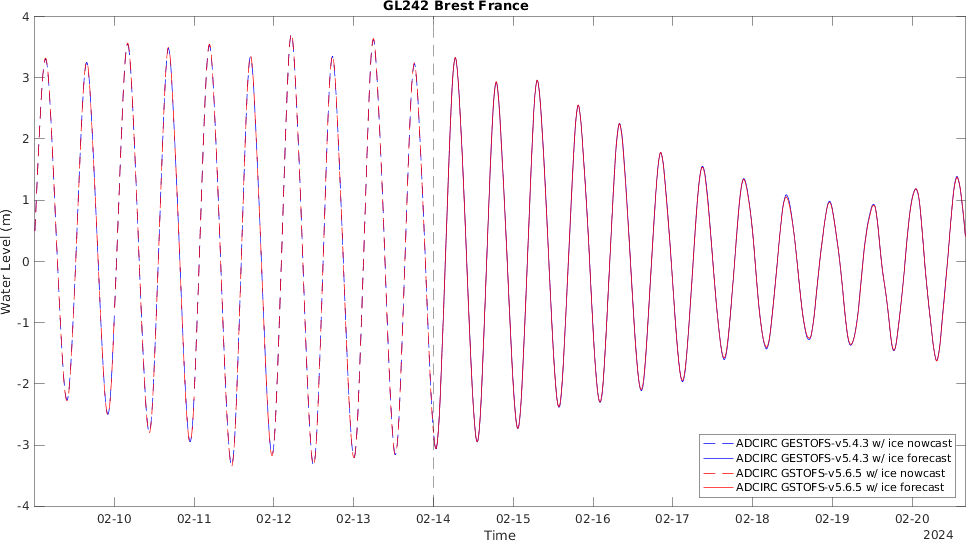 GL242 Brest France
4
3
2
1
0
-1
-2
-3
-4
Water Level (m)
02-10 02-11 02-12 02-13 02-14 02-15 02-16 02-17 02-18 02-19 02-20
Time
2024
ADCIRC GESTOFS-v5.4.3 w/ ice nowcast
ADCIRC GESTOFS-v5.4.3 w/ ice forecast
ADCIRC GSTOFS-v5.6.5 w/ ice nowcast
ADCIRC GSTOFS-v5.6.5 w/ ice forecast